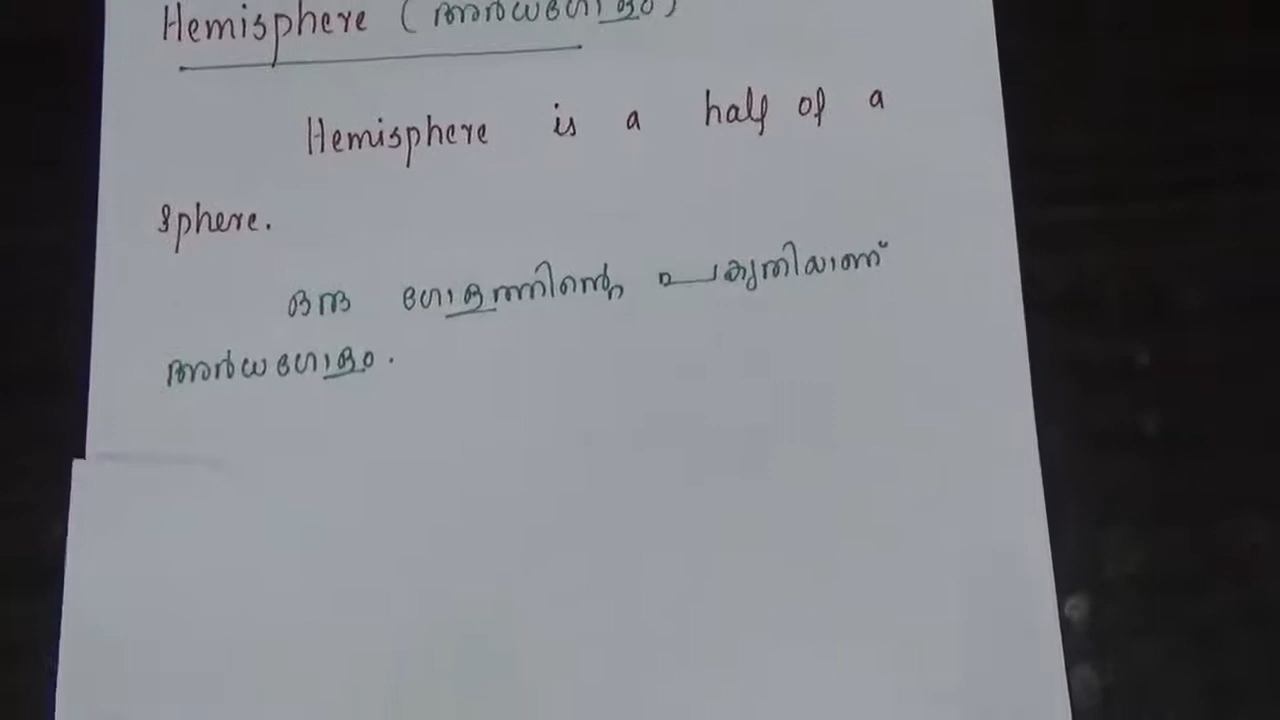 Hemisphere (അർധഗോളം)
Hemisphere is a half of a
sphere.
ഒരു ഗോളത്തിന്റെ പകുതിയാണ്
അർധഗോളം.